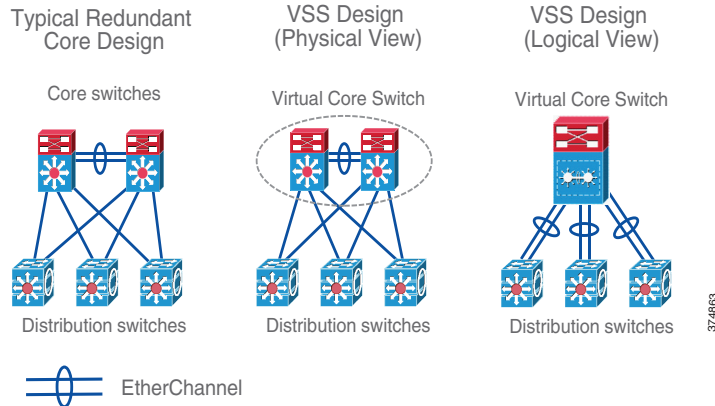 Typical Redundant
Core Design
VSS Design
(Physical View)
VSS Design
(Logical View)
Core switches
Virtual Core Switch
Virtual Core Switch
Distribution switches
Distribution switches
Distribution switches
374863
EtherChannel